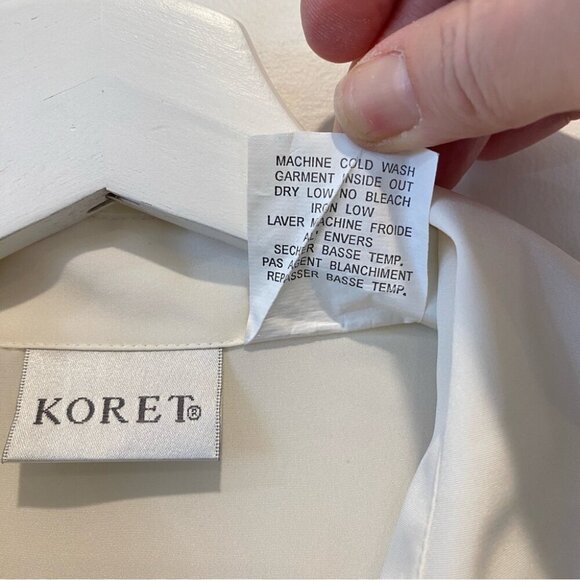 MACHINE COLD WASH
GARMENT INSIDE OUT
DRY LOW NO BLEACH
IRON LOW
LAVER MACHINE FROIDE
AL' ENVERS
SECHER BASSE TEMP.
PAS AGENT BLANCHIMENT
REPASSER BASSE TEMP.
KORET®